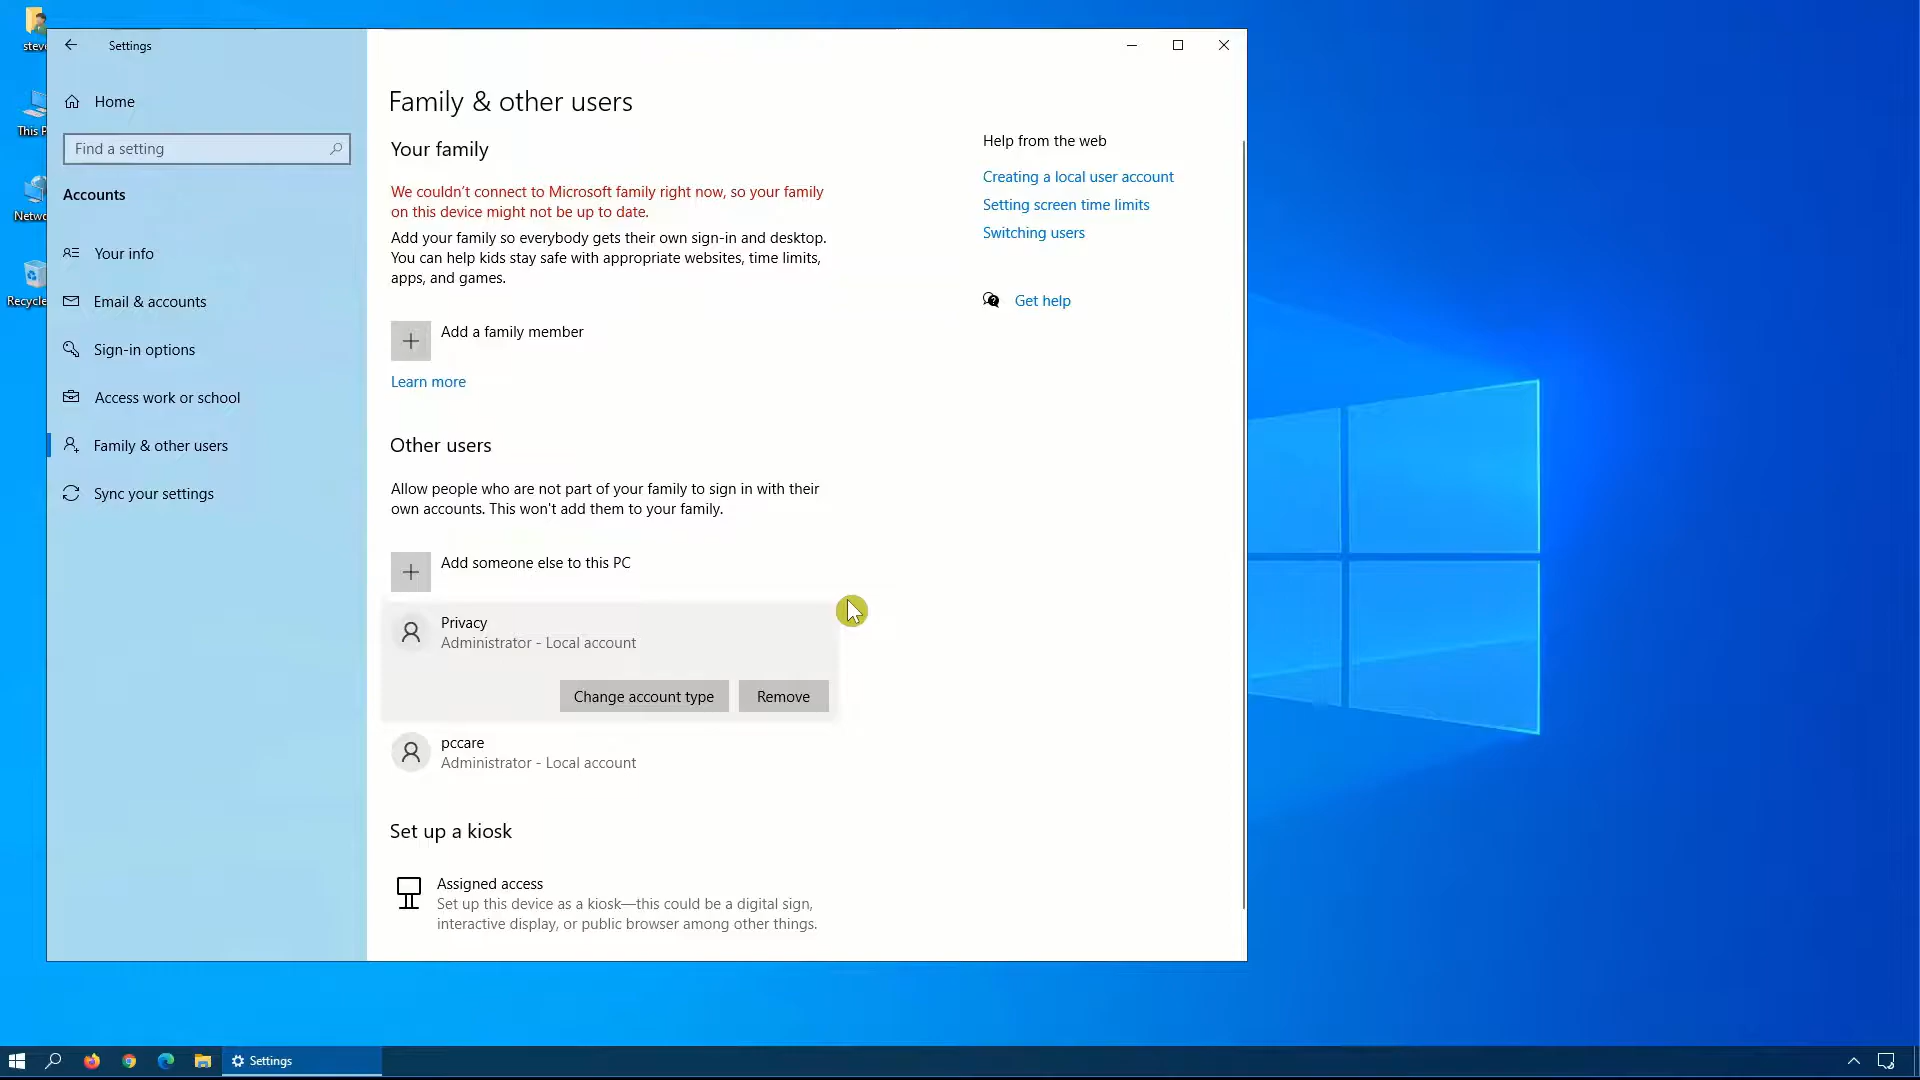 steve
This P
Netwo
Recycle
Settings
Home
Find a setting
Accounts
Your info
Email & accounts
Sign-in options
Access work or school
Family & other users
Sync your settings
Family & other users
Your family
We couldn't connect to Microsoft family right now, so your family
on this device might not be up to date.
Add your family so everybody gets their own sign-in and desktop.
You can help kids stay safe with appropriate websites, time limits,
apps, and games.
Add a family member
Learn more
Other users
Allow people who are not part of your family to sign in with their
own accounts. This won't add them to your family.
Add someone else to this PC
Privacy
Administrator - Local account
Change account type
Remove
pccare
Administrator - Local account
Set up a kiosk
Assigned access
Set up this device as a kiosk—this could be a digital sign,
interactive display, or public browser among other things.
Help from the web
Creating a local user account
Setting screen time limits
Switching users
Get help
Settings